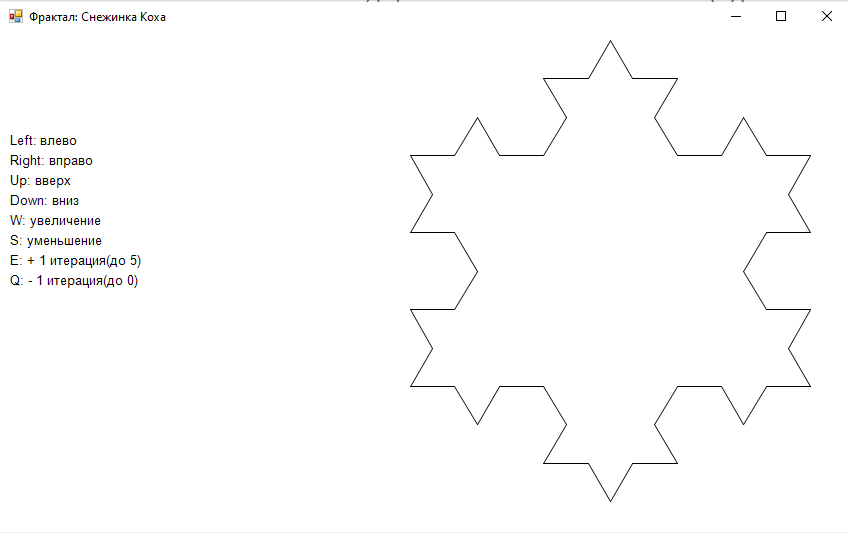 Фрактал: Снежинка Коха
Left: влево
Right: вправо
Up: вверх
Down: вниз
W: увеличение
S: уменьшение
E: + 1 итерация(до 5)
Q: - 1 итерация(до 0)